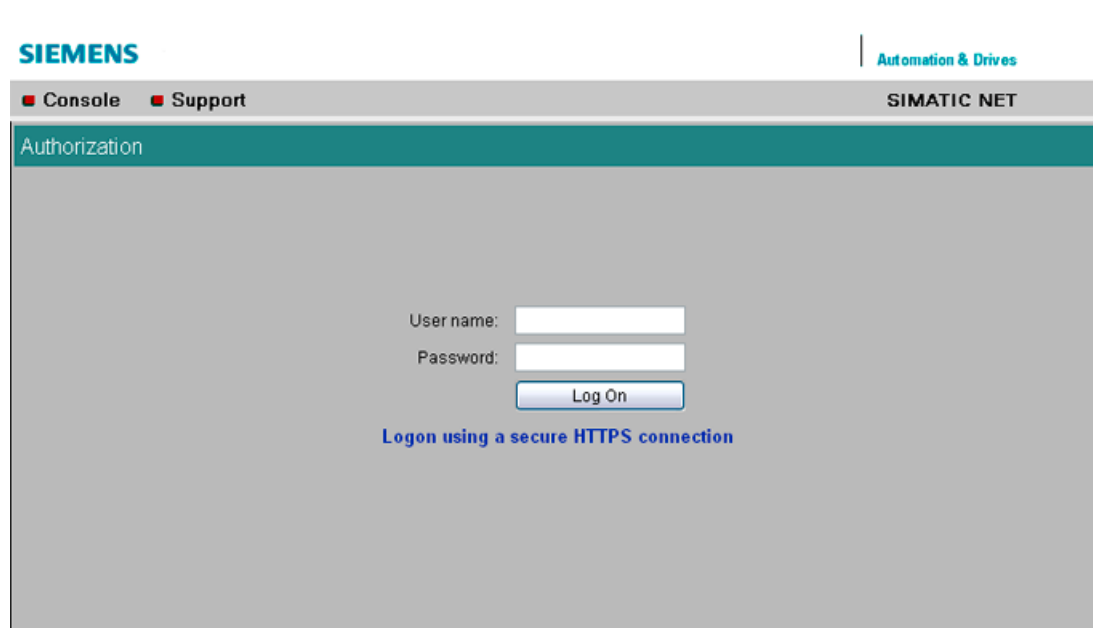 SIEMENS
Automation & Drives
Console Support SIMATIC NET
Authorization
User name:
Password:
Log On
Logon using a secure HTTPS connection